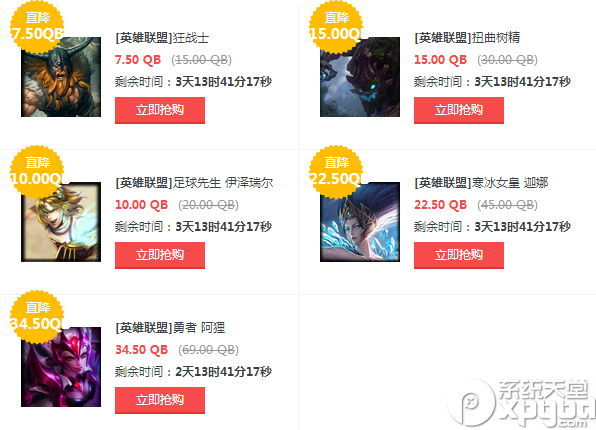 直降
7.50QB
[英雄联盟]狂战士
7.50 QB (15.00 QB)
剩余时间：3天13时41分17秒
立即抢购
直降
15.00QB
[英雄联盟]扭曲树精
15.00 QB (30.00 QB)
剩余时间：3天13时41分17秒
立即抢购
直降
10.00QB
[英雄联盟]足球先生 伊泽瑞尔
10.00 QB (20.00 QB)
剩余时间：3天13时41分17秒
立即抢购
直降
22.50QB
[英雄联盟]寒冰女皇 迦娜
22.50 QB (45.00 QB)
剩余时间：3天13时41分17秒
立即抢购
直降
34.50QB
[英雄联盟]勇者 阿狸
34.50 QB (69.00 QB)
剩余时间：2天13时41分17秒
立即抢购
系统天堂
xpgba